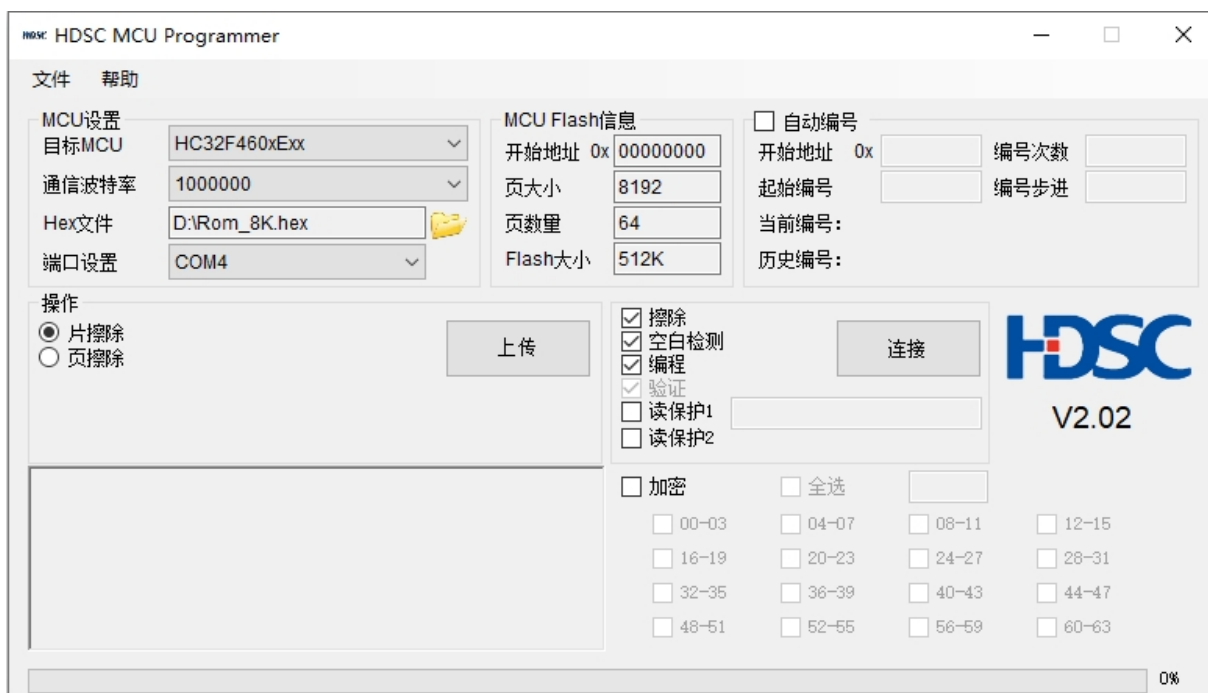 HDSC HDSC MCU Programmer
文件 帮助
MCU设置
目标MCU HC32F460xExx
通信波特率 1000000
Hex文件 D:\Rom_8K.hex
端口设置 COM4
MCU Flash信息
开始地址 0x 00000000
页大小 8192
页数量 64
Flash大小 512K
自动编号
开始地址 0x 编号次数
起始编号 编号步进
当前编号:
历史编号:
操作
片擦除
页擦除
上传
擦除
空白检测
编程
验证
读保护1
读保护2
连接
HDSC
V2.02
加密 全选
00-03 04-07 08-11 12-15
16-19 20-23 24-27 28-31
32-35 36-39 40-43 44-47
48-51 52-55 56-59 60-63
0%